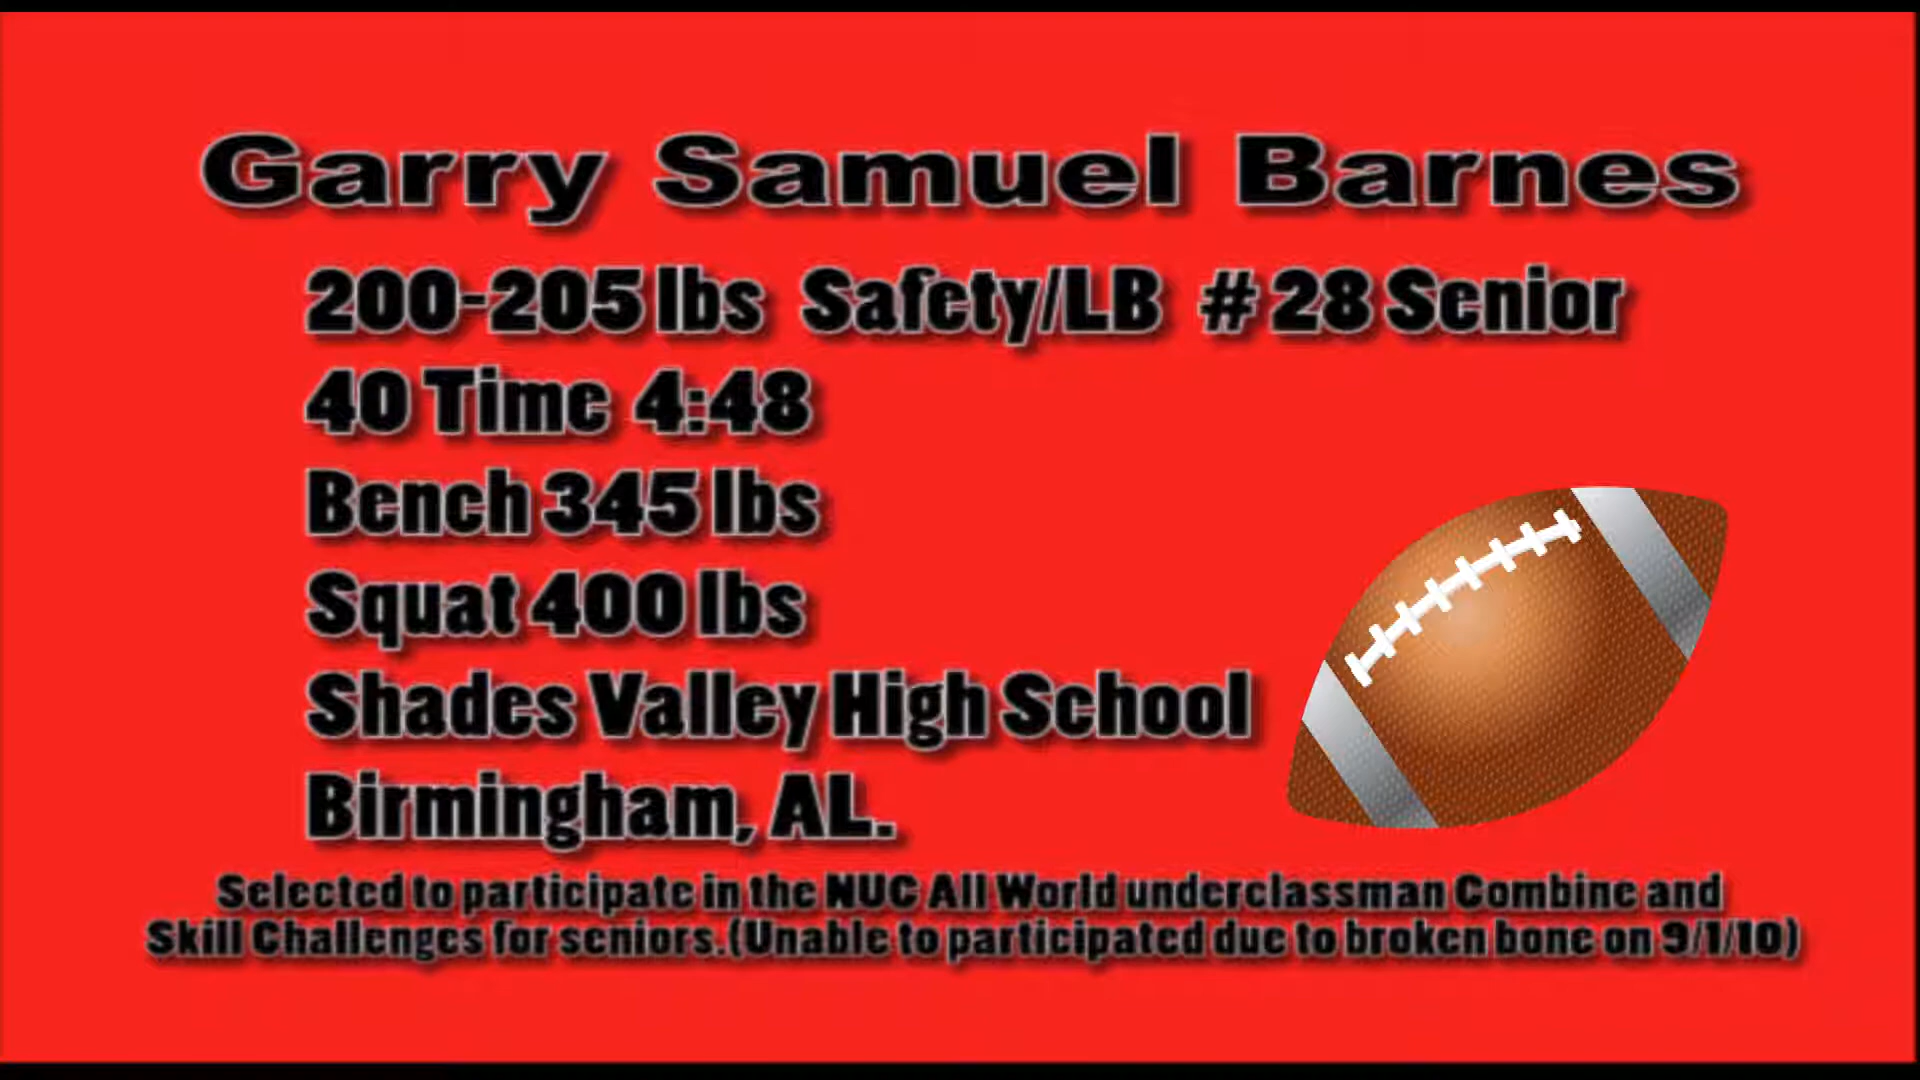 Garry Samuel Barnes
200-205 lbs Safety/LB # 28 Senior
40 Time 4:48
Bench 345 lbs
Squat 400 lbs
Shades Valley High School
Birmingham, AL.
Selected to participate in the NUC All World underclassman Combine and
Skill Challenges for seniors.(Unable to participated due to broken bone on 9/1/10)